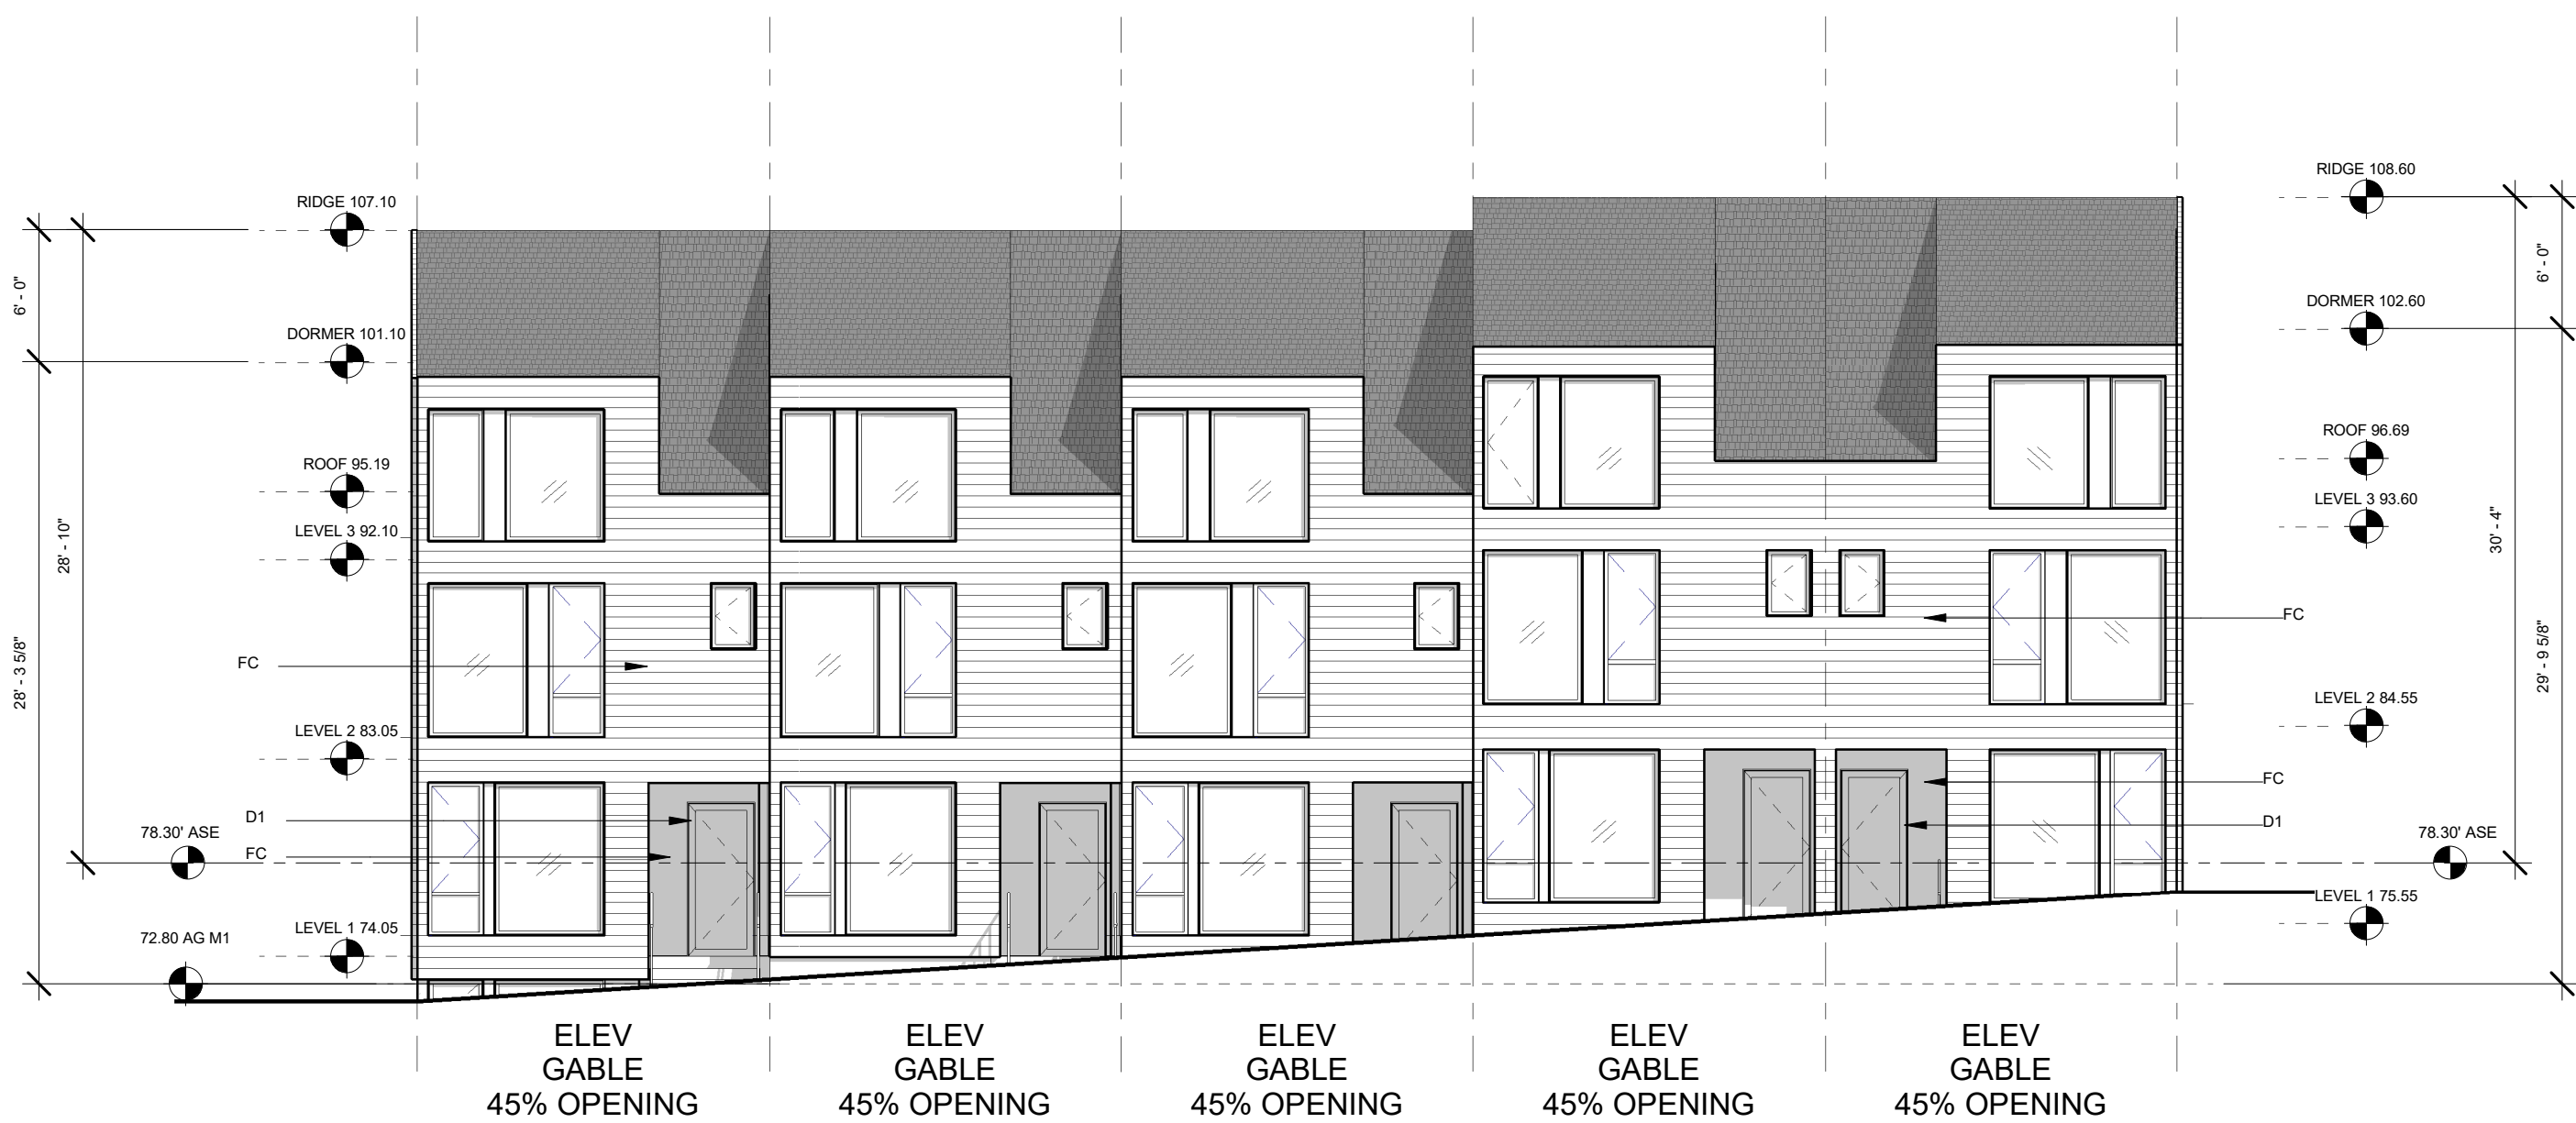 RIDGE 107.10
DORMER 101.10
ROOF 95.19
LEVEL 3 92.10
LEVEL 2 83.05
LEVEL 1 74.05
78.30' ASE
72.80 AG M1
6' - 0"
28' - 10"
28' - 3 5/8"
FC
D1
FC
RIDGE 108.60
DORMER 102.60
ROOF 96.69
LEVEL 3 93.60
LEVEL 2 84.55
LEVEL 1 75.55
78.30' ASE
6' - 0"
30' - 4"
29' - 9 5/8"
FC
FC
D1
ELEV
GABLE
45% OPENING
ELEV
GABLE
45% OPENING
ELEV
GABLE
45% OPENING
ELEV
GABLE
45% OPENING
ELEV
GABLE
45% OPENING